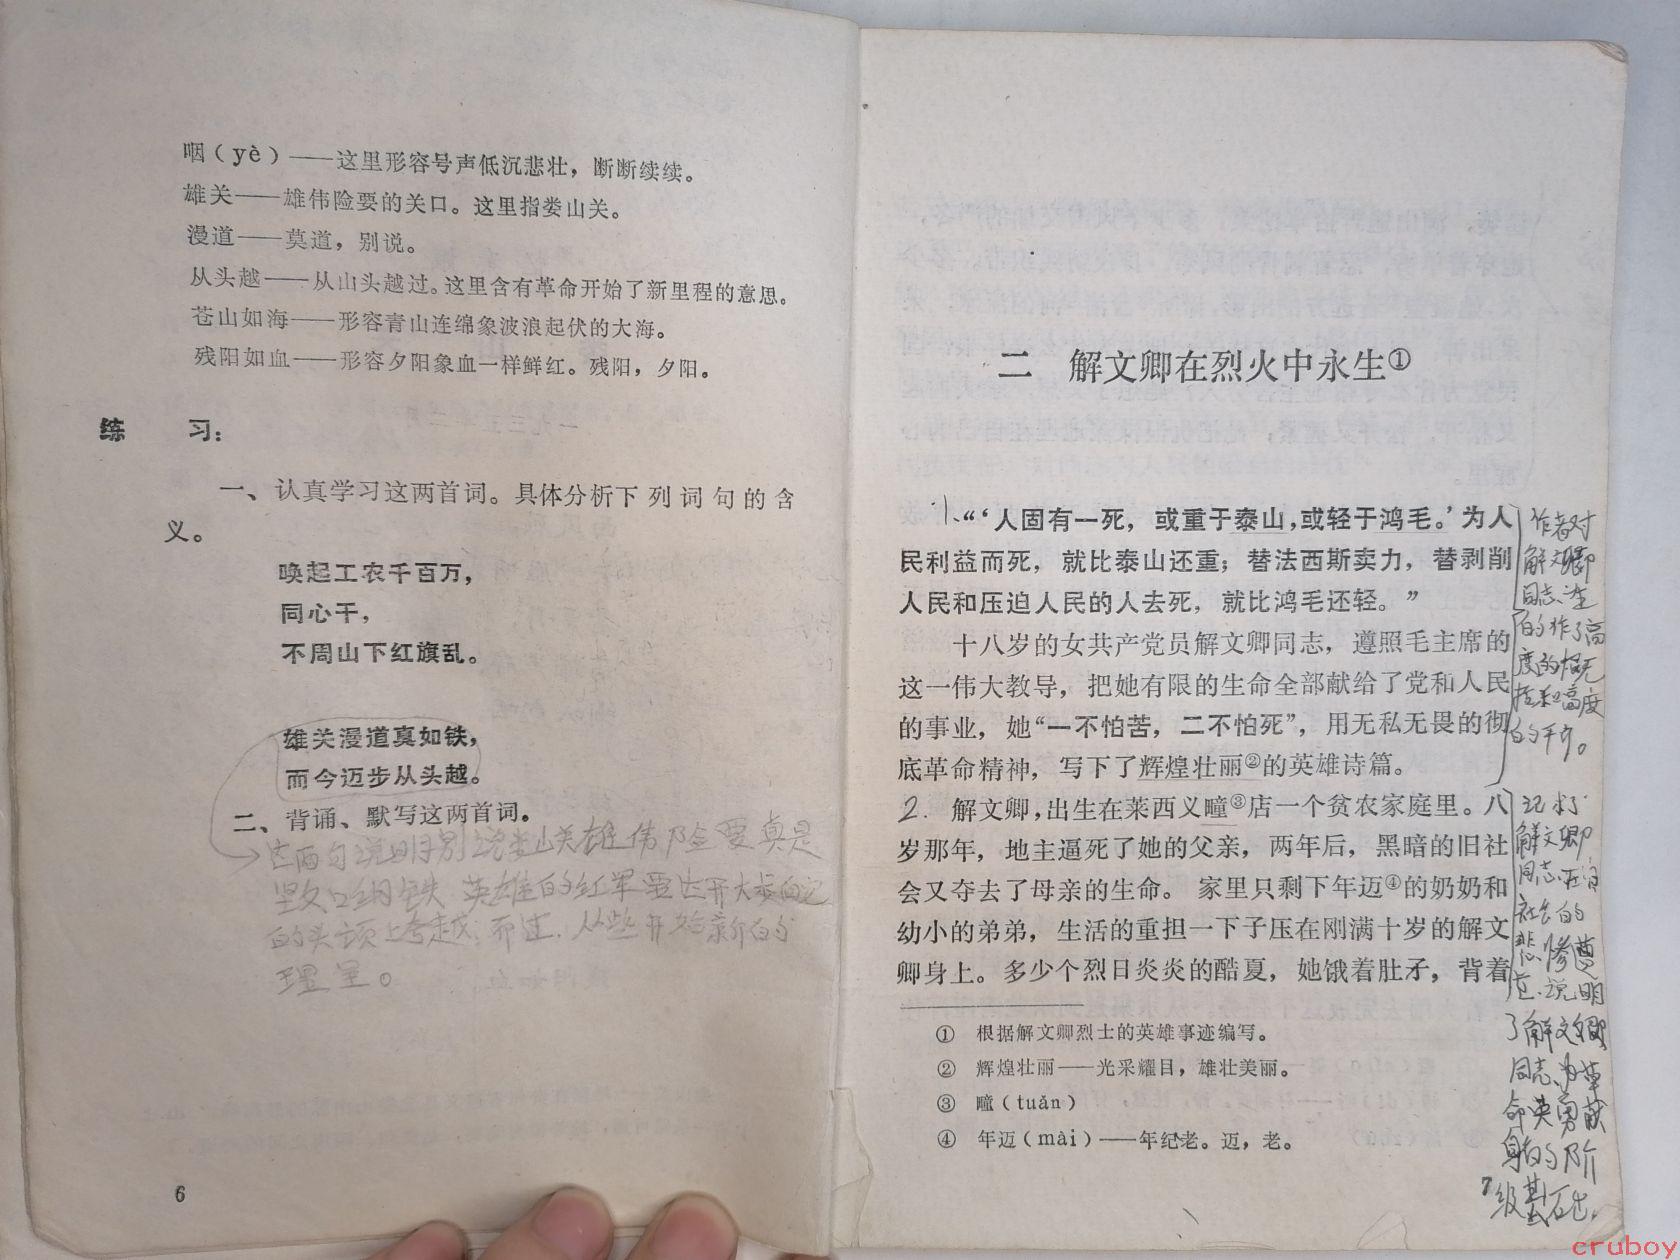 咽（yè）——这里形容号声低沉悲壮，断断续续。
雄关——雄伟险要的关口。这里指娄山关。
漫道——莫道，别说。
从头越——从山头越过。这里含有革命开始了新里程的意思。
苍山如海——形容青山连绵象波浪起伏的大海。
残阳如血——形容夕阳象血一样鲜红。残阳，夕阳。
练 习：
一、认真学习这两首词。具体分析下列词句的含
义。
唤起工农千百万，
同心干，
不周山下红旗乱。
雄关漫道真如铁，
而今迈步从头越。
二、背诵、默写这两首词。
这两句说明别说娄山关雄伟险要真是
坚如钢铁 英雄的红军要迈开大步
的头顶上跨越
里。
6
二 解文卿在烈火中永生①
1、“‘人固有一死，或重于泰山，或轻于鸿毛。’为人
民利益而死，就比泰山还重；替法西斯卖力，替剥削
人民和压迫人民的人去死，就比鸿毛还轻。”
十八岁的女共产党员解文卿同志，遵照毛主席的
这一伟大教导，把她有限的生命全部献给了党和人民
的事业，她“一不怕苦，二不怕死”，用无私无畏的彻
底革命精神，写下了辉煌壮丽②的英雄诗篇。
2. 解文卿，出生在莱西义疃③店一个贫农家庭里。八
岁那年，地主逼死了她的父亲，两年后，黑暗的旧社
会又夺去了母亲的生命。家里只剩下年迈④的奶奶和
幼小的弟弟，生活的重担一下子压在刚满十岁的解文
卿身上。多少个烈日炎炎的酷夏，她饿着肚子，背着
① 根据解文卿烈士的英雄事迹编写。
② 辉煌壮丽——光采耀目，雄壮美丽。
③ 疃（tuǎn）
④ 年迈（mài）——年纪老。迈，老。
7
作者对
解文卿
同志
的作了高
度的概
括和高度
的评价。
解文卿
同志在旧
社会的
悲惨遭
说明
了解文卿
同志为革
命英勇献
身的阶
级基础。
cruboy